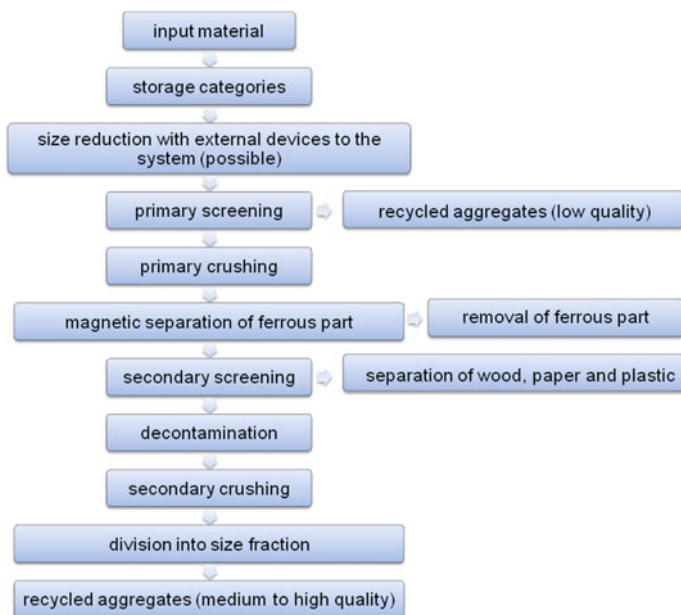 input material
storage categories
size reduction with external devices to the
system (possible)
primary screening
recycled aggregates (low quality)
primary crushing
magnetic separation of ferrous part
removal of ferrous part
secondary screening
separation of wood, paper and plastic
decontamination
secondary crushing
division into size fraction
recycled aggregates (medium to high quality)